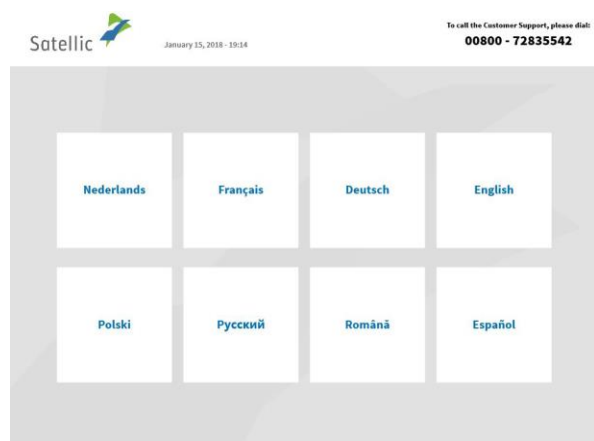 Satellic
January 15, 2018 - 19:14
To call the Customer Support, please dial:
00800 - 72835542
Nederlands
Français
Deutsch
English
Polski
Русский
Română
Español